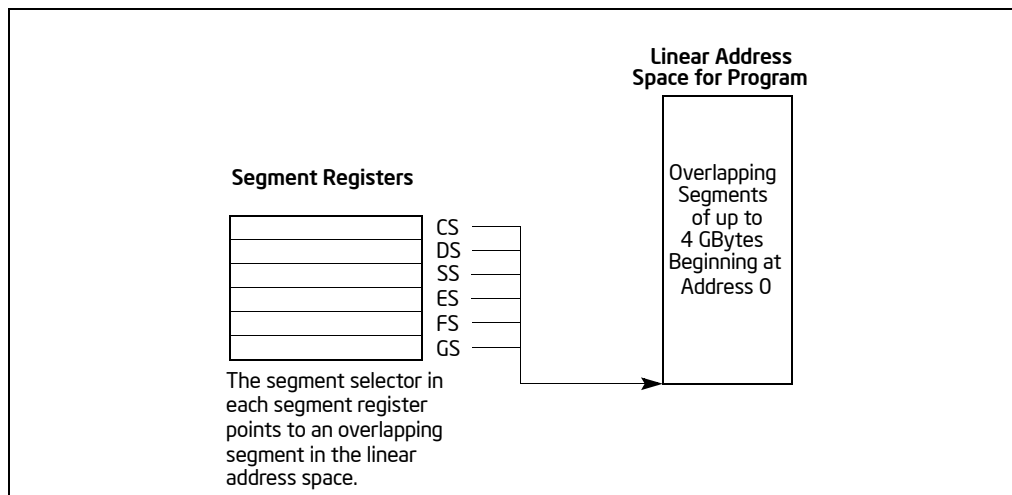 Linear Address
Space for Program
Overlapping
Segments
of up to
4 GBytes
Beginning at
Address 0
Segment Registers
CS
DS
SS
ES
FS
GS
The segment selector in
each segment register
points to an overlapping
segment in the linear
address space.